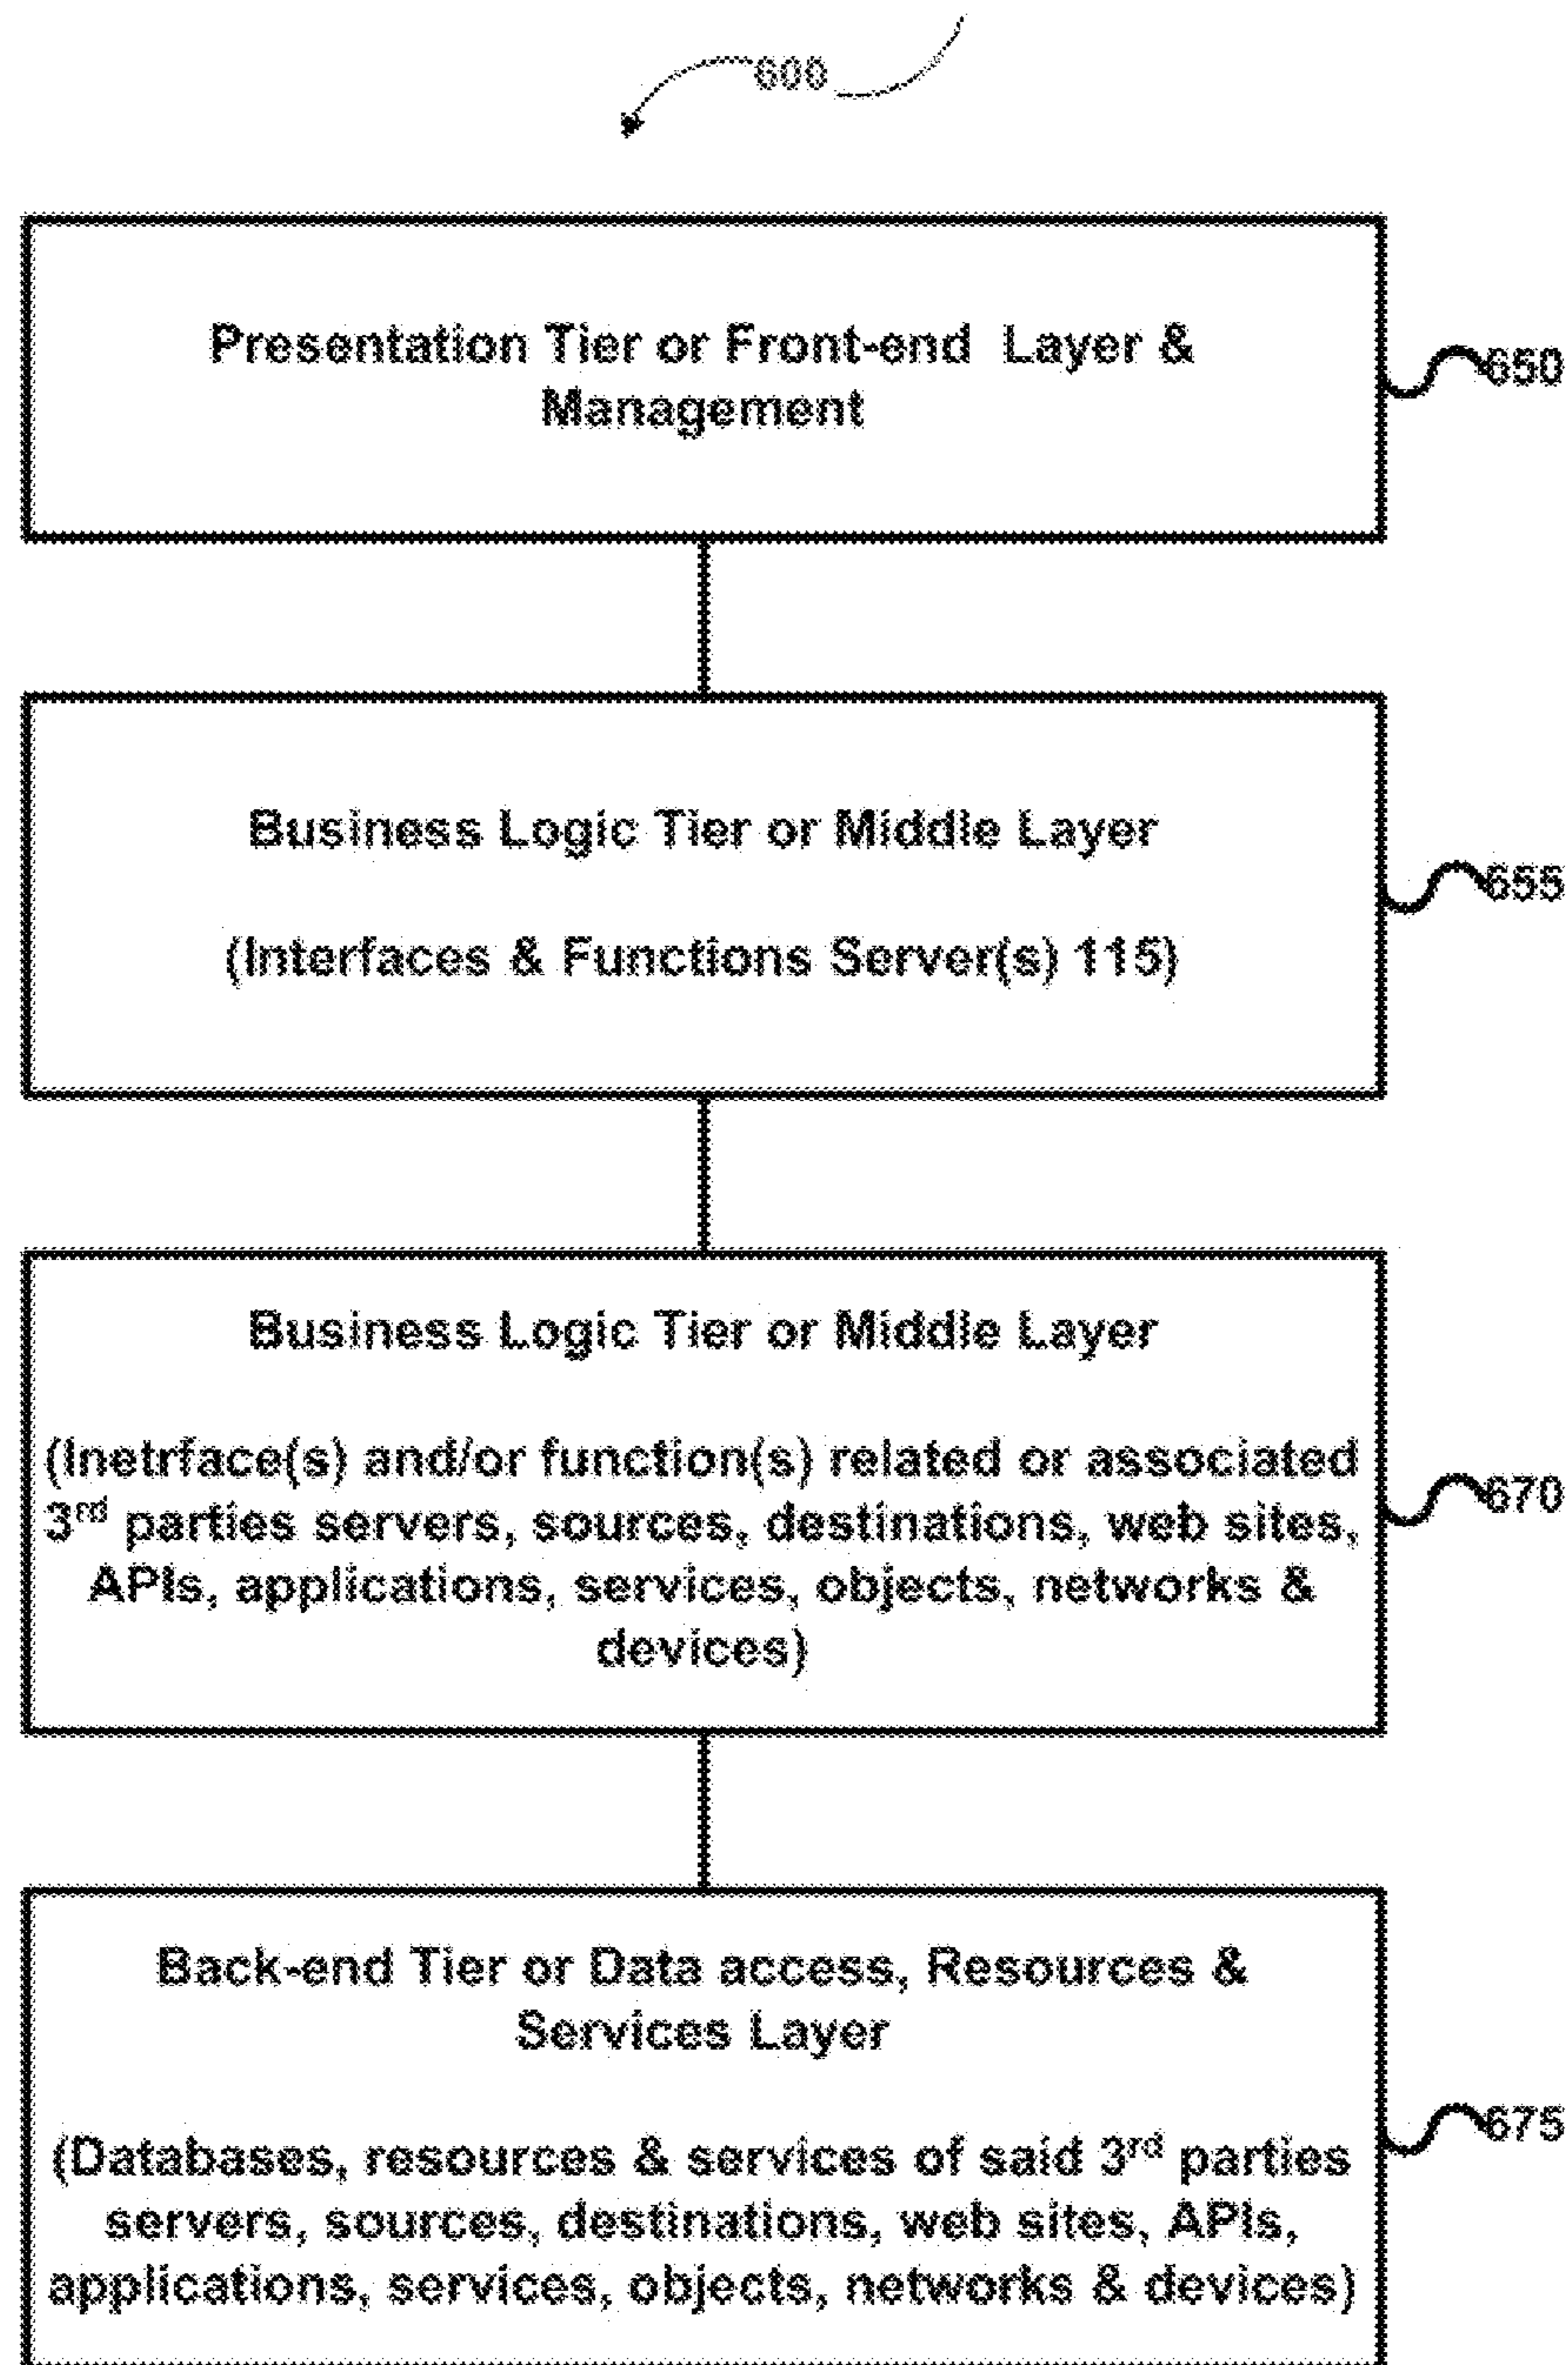 600
Presentation Tier or Front-end Layer &
Management
650
Business Logic Tier or Middle Layer
(Interfaces & Functions Server(s) 115)
655
Business Logic Tier or Middle Layer
(Inetrface(s) and/or function(s) related or associated
3rd parties servers, sources, destinations, web sites,
APIs, applications, services, objects, networks &
devices)
670
Back-end Tier or Data access, Resources &
Services Layer
(Databases, resources & services of said 3rd parties
servers, sources, destinations, web sites, APIs,
applications, services, objects, networks & devices)
675